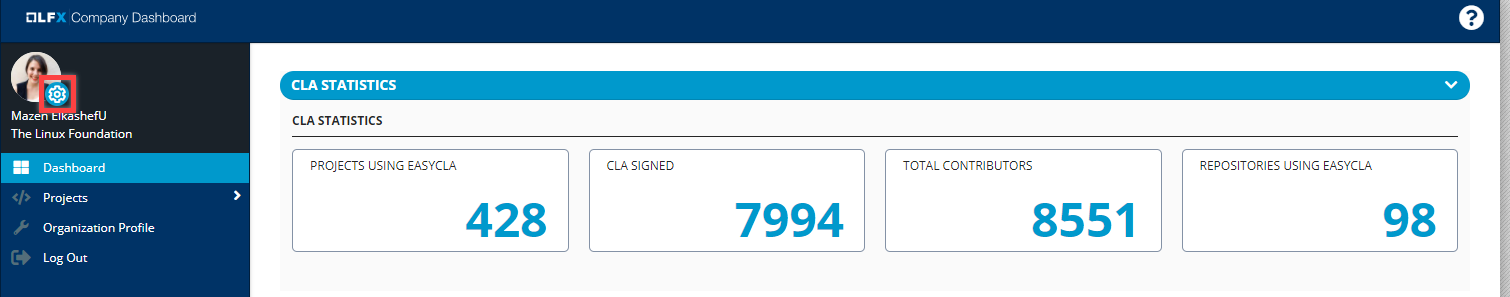 LFX Company Dashboard
?
Mazen ElkashefU
The Linux Foundation
Dashboard
Projects
Organization Profile
Log Out
CLA STATISTICS
CLA STATISTICS
PROJECTS USING EASYCLA
428
CLA SIGNED
7994
TOTAL CONTRIBUTORS
8551
REPOSITORIES USING EASYCLA
98